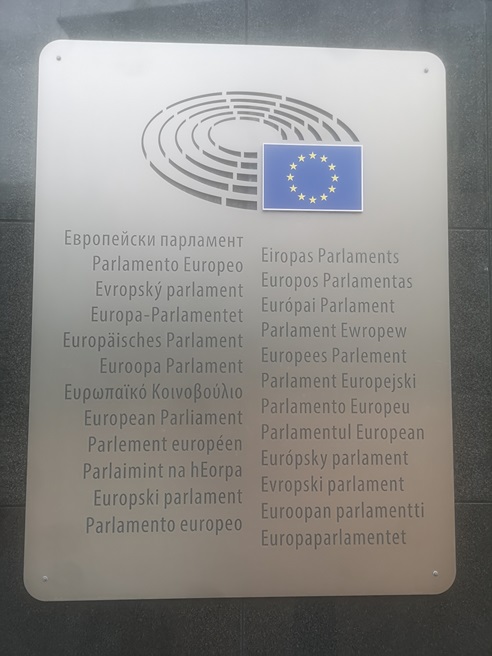 Европейски парламент
Parlamento Europeo
Evropský parlament
Europa-Parlamentet
Europäisches Parlament
Euroopa Parlament
Ευρωπαϊκό Κοινοβούλιο
European Parliament
Parlement européen
Parlaimint na hEorpa
Europski parlament
Parlamento europeo
Eiropas Parlaments
Europos Parlamentas
Európai Parlament
Parlament Ewropew
Europees Parlement
Parlament Europejski
Parlamento Europeu
Parlamentul European
Európsky parlament
Evropski parlament
Euroopan parlamentti
Europaparlamentet